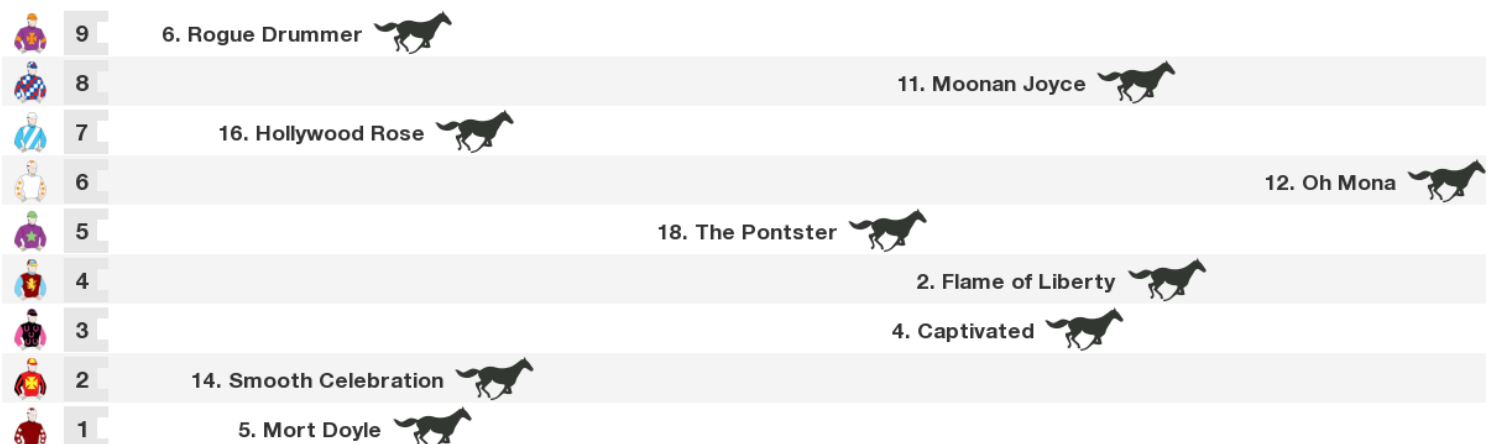 9 6. Rogue Drummer
8 11. Moonan Joyce
7 16. Hollywood Rose
6 12. Oh Mona
5 18. The Pontster
4 2. Flame of Liberty
3 4. Captivated
2 14. Smooth Celebration
1 5. Mort Doyle